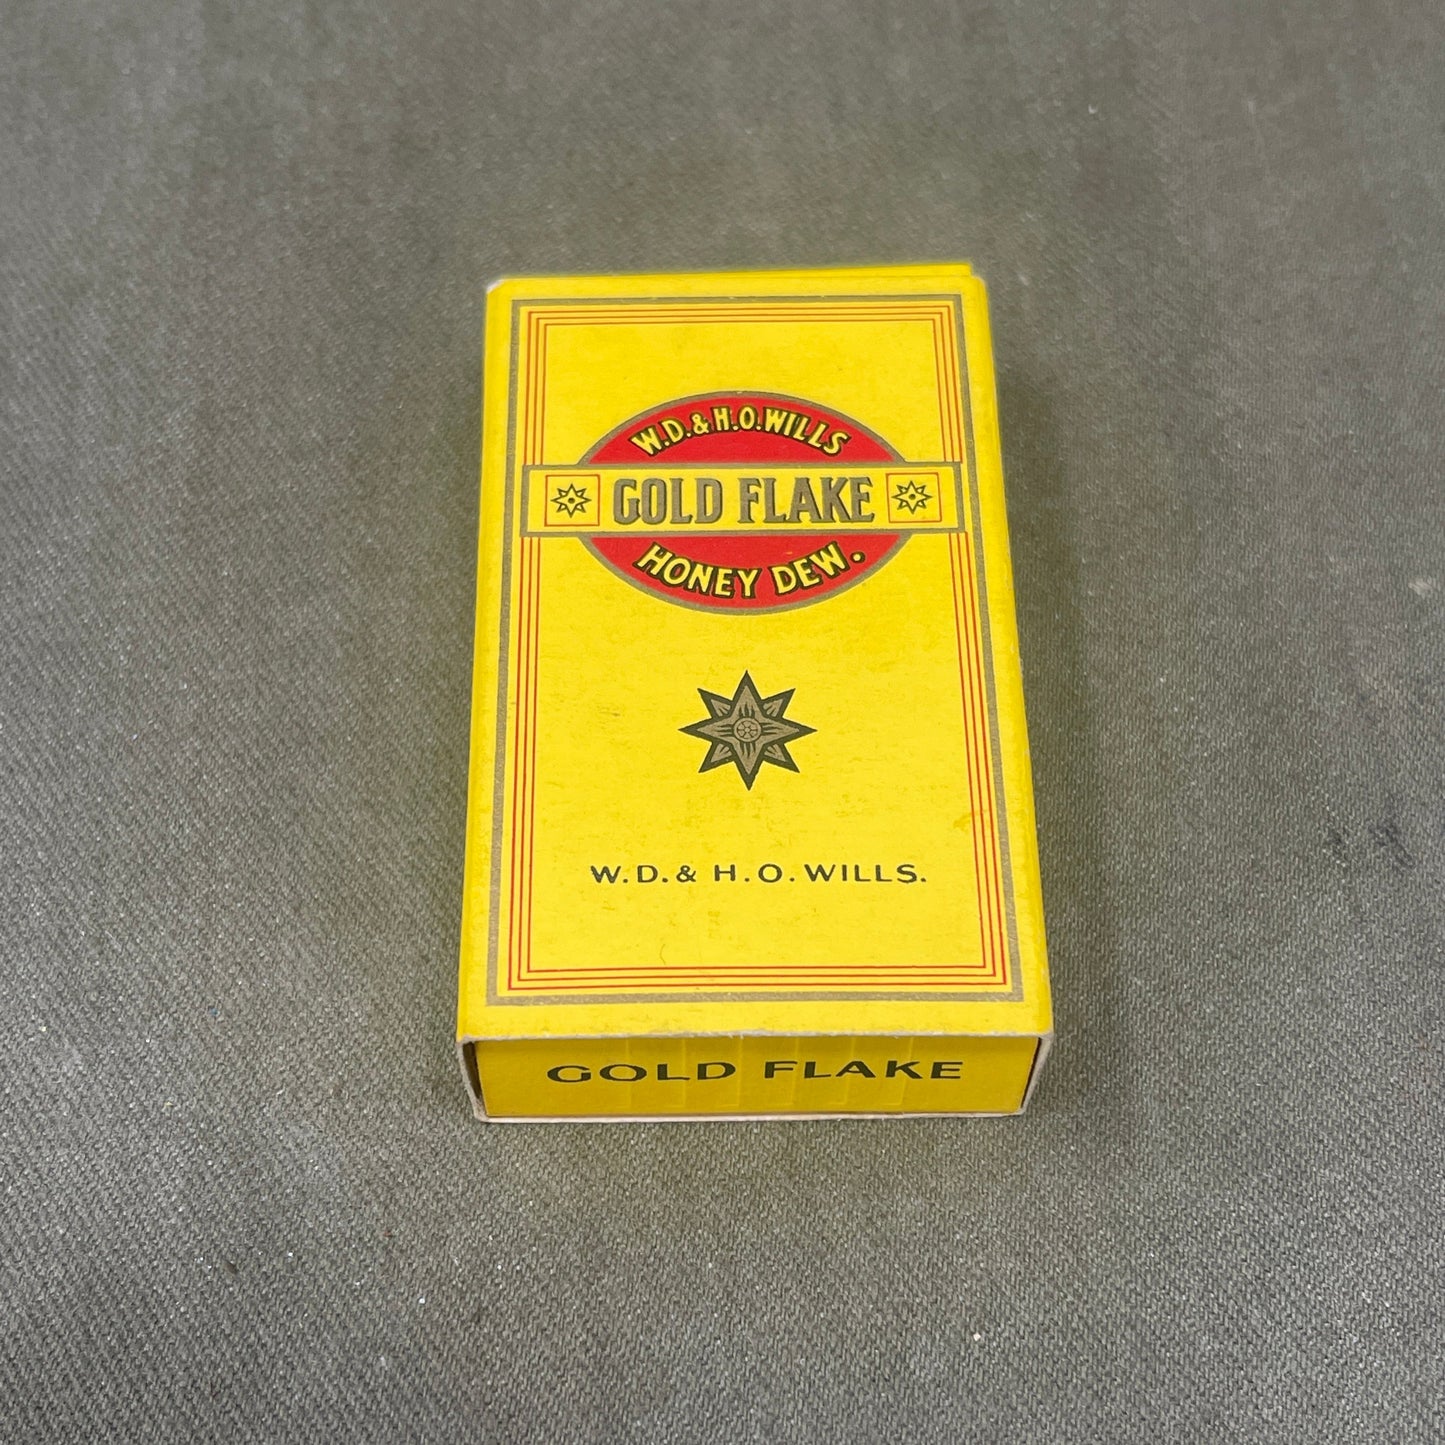 W.D.& H.O.WILLS
GOLD FLAKE
HONEY DEW.
W.D.& H.O.WILLS.
GOLD FLAKE